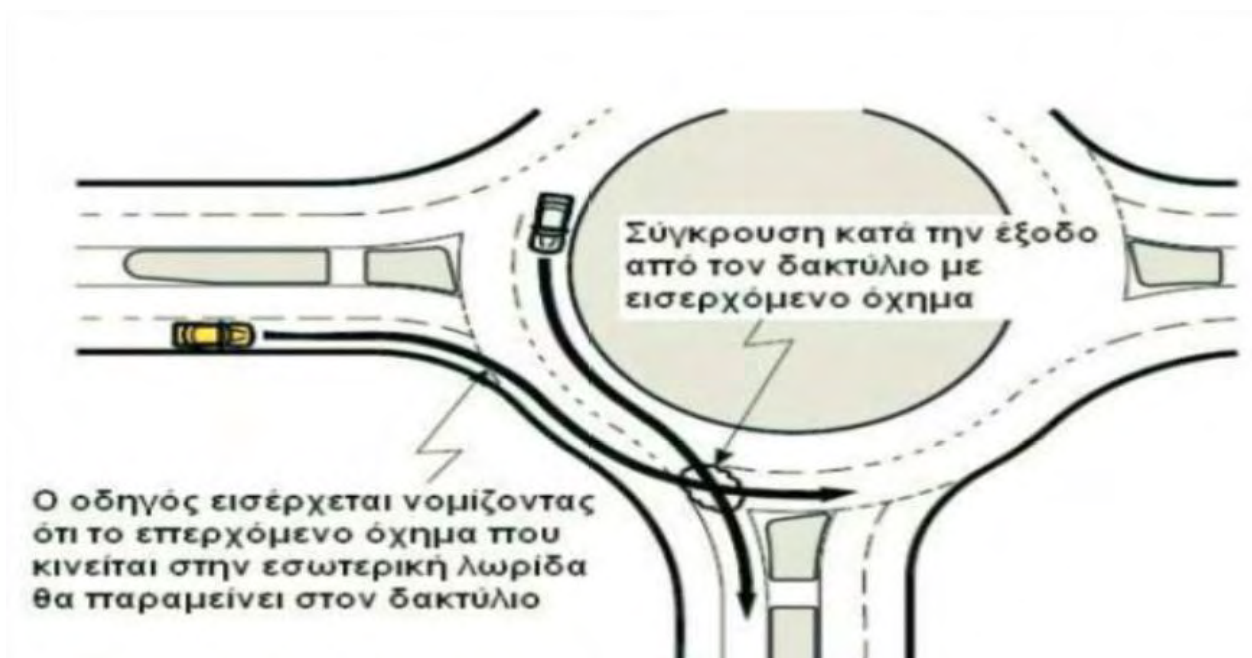 Σύγκρουση κατά την έξοδο
από τον δακτύλιο με
εισερχόμενο όχημα
Ο οδηγός εισέρχεται νομίζοντας
ότι το επερχόμενο όχημα που
κινείται στην εσωτερική λωρίδα
θα παραμείνει στον δακτύλιο